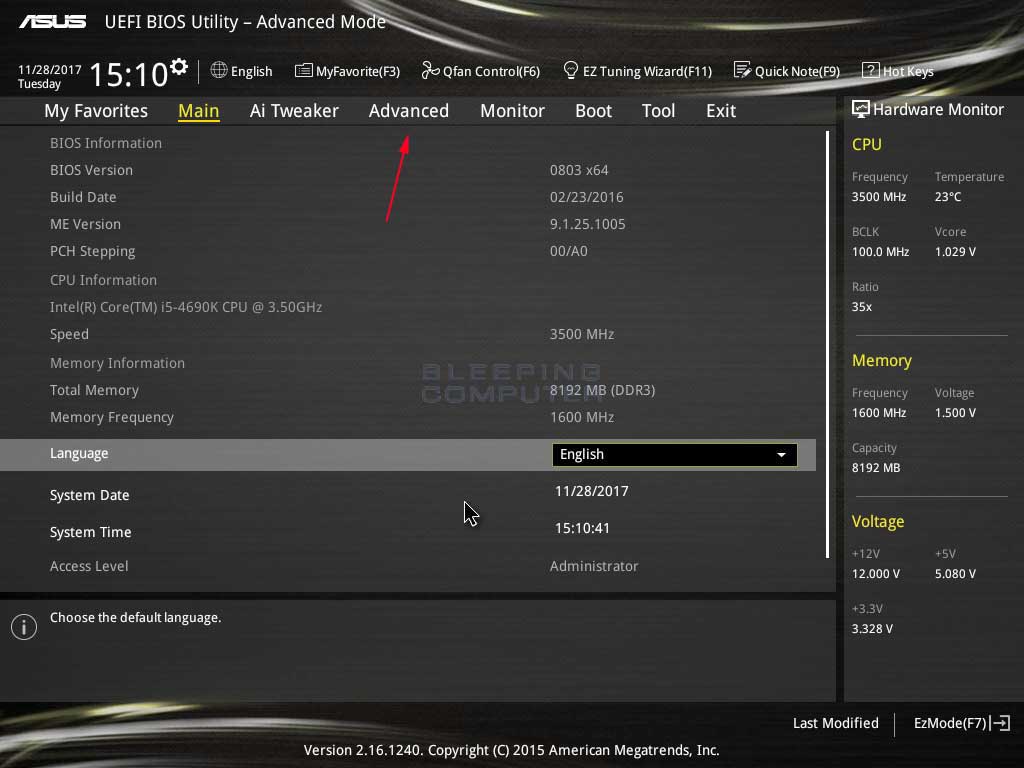 ASUS UEFI BIOS Utility – Advanced Mode
11/28/2017
Tuesday
15:10
English MyFavorite(F3) Qfan Control(F6) EZ Tuning Wizard(F11) Quick Note(F9) ? Hot Keys
My Favorites Main Ai Tweaker Advanced Monitor Boot Tool Exit
BIOS Information
BIOS Version 0803 x64
Build Date 02/23/2016
ME Version 9.1.25.1005
PCH Stepping 00/A0
CPU Information
Intel(R) Core(TM) i5-4690K CPU @ 3.50GHz
Speed 3500 MHz
Memory Information
BLEEPING
COMPUTER
Total Memory 8192 MB (DDR3)
Memory Frequency 1600 MHz
Language English
System Date 11/28/2017
System Time 15:10:41
Access Level Administrator
i Choose the default language.
Hardware Monitor
CPU
Frequency Temperature
3500 MHz 23°C
BCLK Vcore
100.0 MHz 1.029 V
Ratio
35x
Memory
Frequency Voltage
1600 MHz 1.500 V
Capacity
8192 MB
Voltage
+12V +5V
12.000 V 5.080 V
+3.3V
3.328 V
Last Modified EzMode(F7)
Version 2.16.1240. Copyright (C) 2015 American Megatrends, Inc.